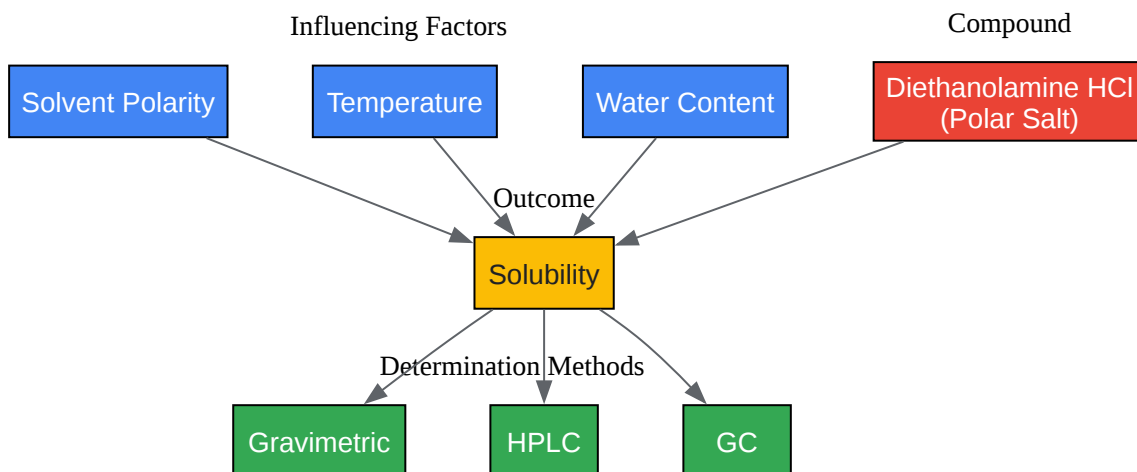 Influencing Factors
Compound
Solvent Polarity
Temperature
Water Content
Diethanolamine HCl
(Polar Salt)
Outcome
Solubility
Determination Methods
Gravimetric
HPLC
GC